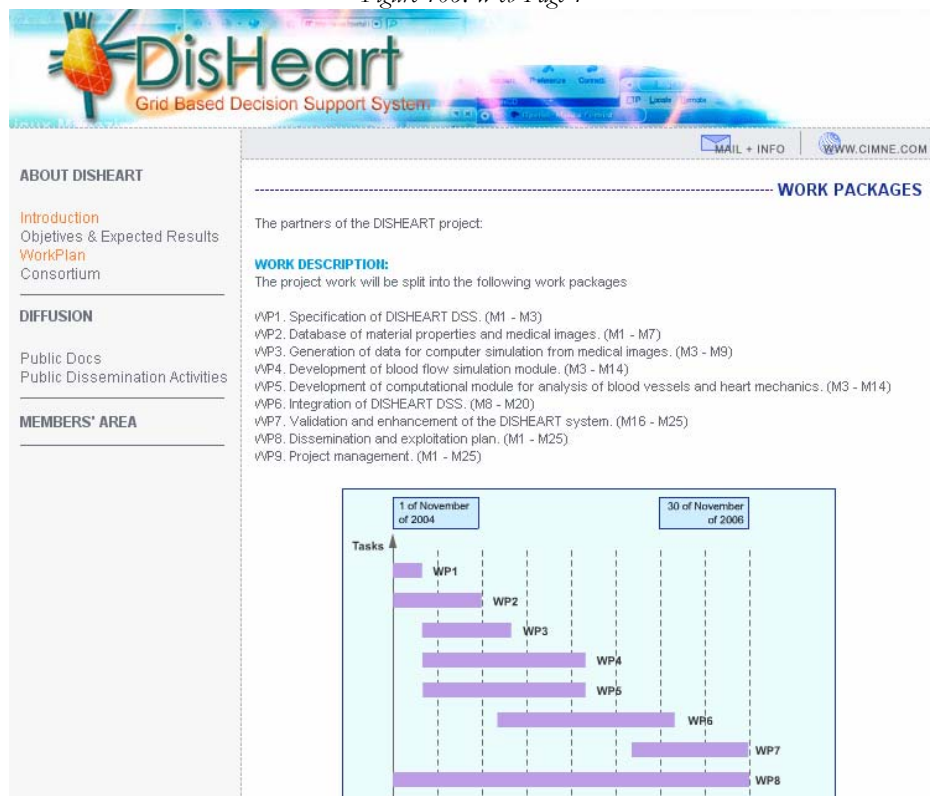 DisHeart
Grid Based Decision Support System
Preference Connect
FTP Locale
MAIL + INFO
WWW.CIMNE.COM
ABOUT DISHEART
Introduction
Objetives & Expected Results
WorkPlan
Consortium
DIFFUSION
Public Docs
Public Dissemination Activities
MEMBERS' AREA
WORK PACKAGES
The partners of the DISHEART project:
WORK DESCRIPTION:
The project work will be split into the following work packages
WP1. Specification of DISHEART DSS. (M1 - M3)
WP2. Database of material properties and medical images. (M1 - M7)
WP3. Generation of data for computer simulation from medical images. (M3 - M9)
WP4. Development of blood flow simulation module. (M3 - M14)
WP5. Development of computational module for analysis of blood vessels and heart mechanics. (M3 - M14)
WP6. Integration of DISHEART DSS. (M8 - M20)
WP7. Validation and enhancement of the DISHEART system. (M16 - M25)
WP8. Dissemination and exploitation plan. (M1 - M25)
WP9. Project management. (M1 - M25)
1 of November
of 2004
30 of November
of 2006
Tasks
WP1
WP2
WP3
WP4
WP5
WP6
WP7
WP8